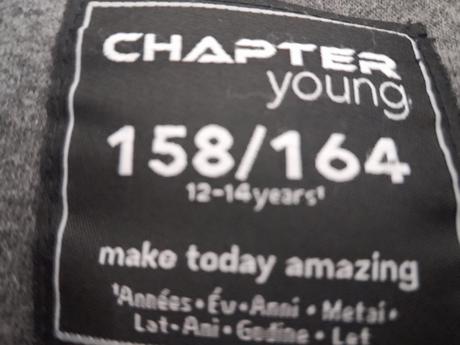 CHAPTER
young
158/164
12-14years¹
make today amazing
¹Années • Év • Anni • Metai •
Lat • Ani • Godine • Let